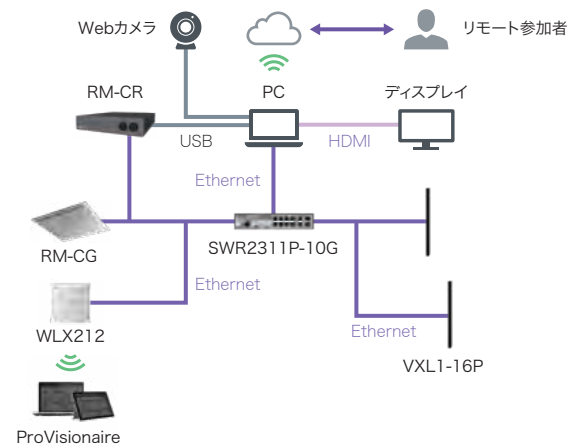 Webカメラ
リモート参加者
RM-CR
PC
ディスプレイ
USB
HDMI
Ethernet
RM-CG
SWR2311P-10G
Ethernet
WLX212
Ethernet
VXL1-16P
ProVisionaire